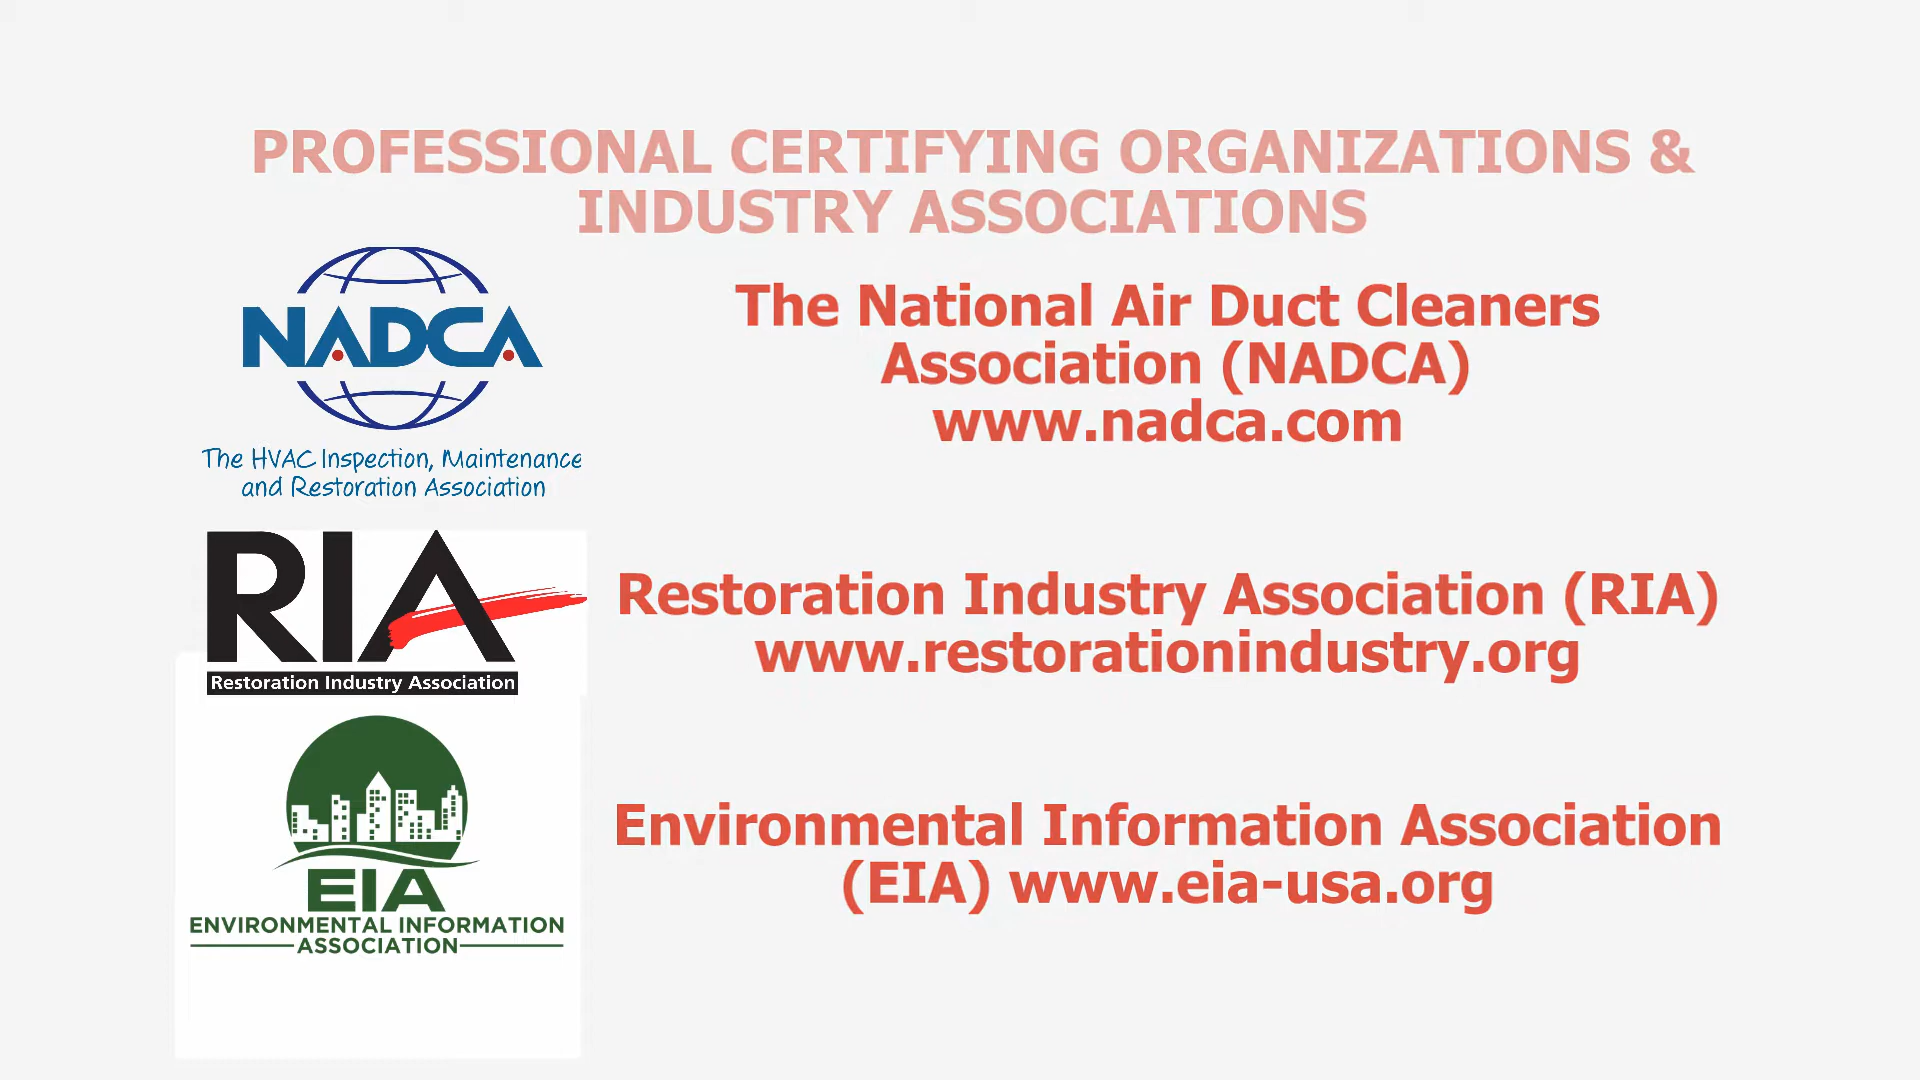 PROFESSIONAL CERTIFYING ORGANIZATIONS &
INDUSTRY ASSOCIATIONS
NADCA
The HVAC Inspection, Maintenance
and Restoration Association
The National Air Duct Cleaners
Association (NADCA)
www.nadca.com
RIA
Restoration Industry Association
Restoration Industry Association (RIA)
www.restorationindustry.org
EIA
ENVIRONMENTAL INFORMATION
ASSOCIATION
Environmental Information Association
(EIA) www.eia-usa.org